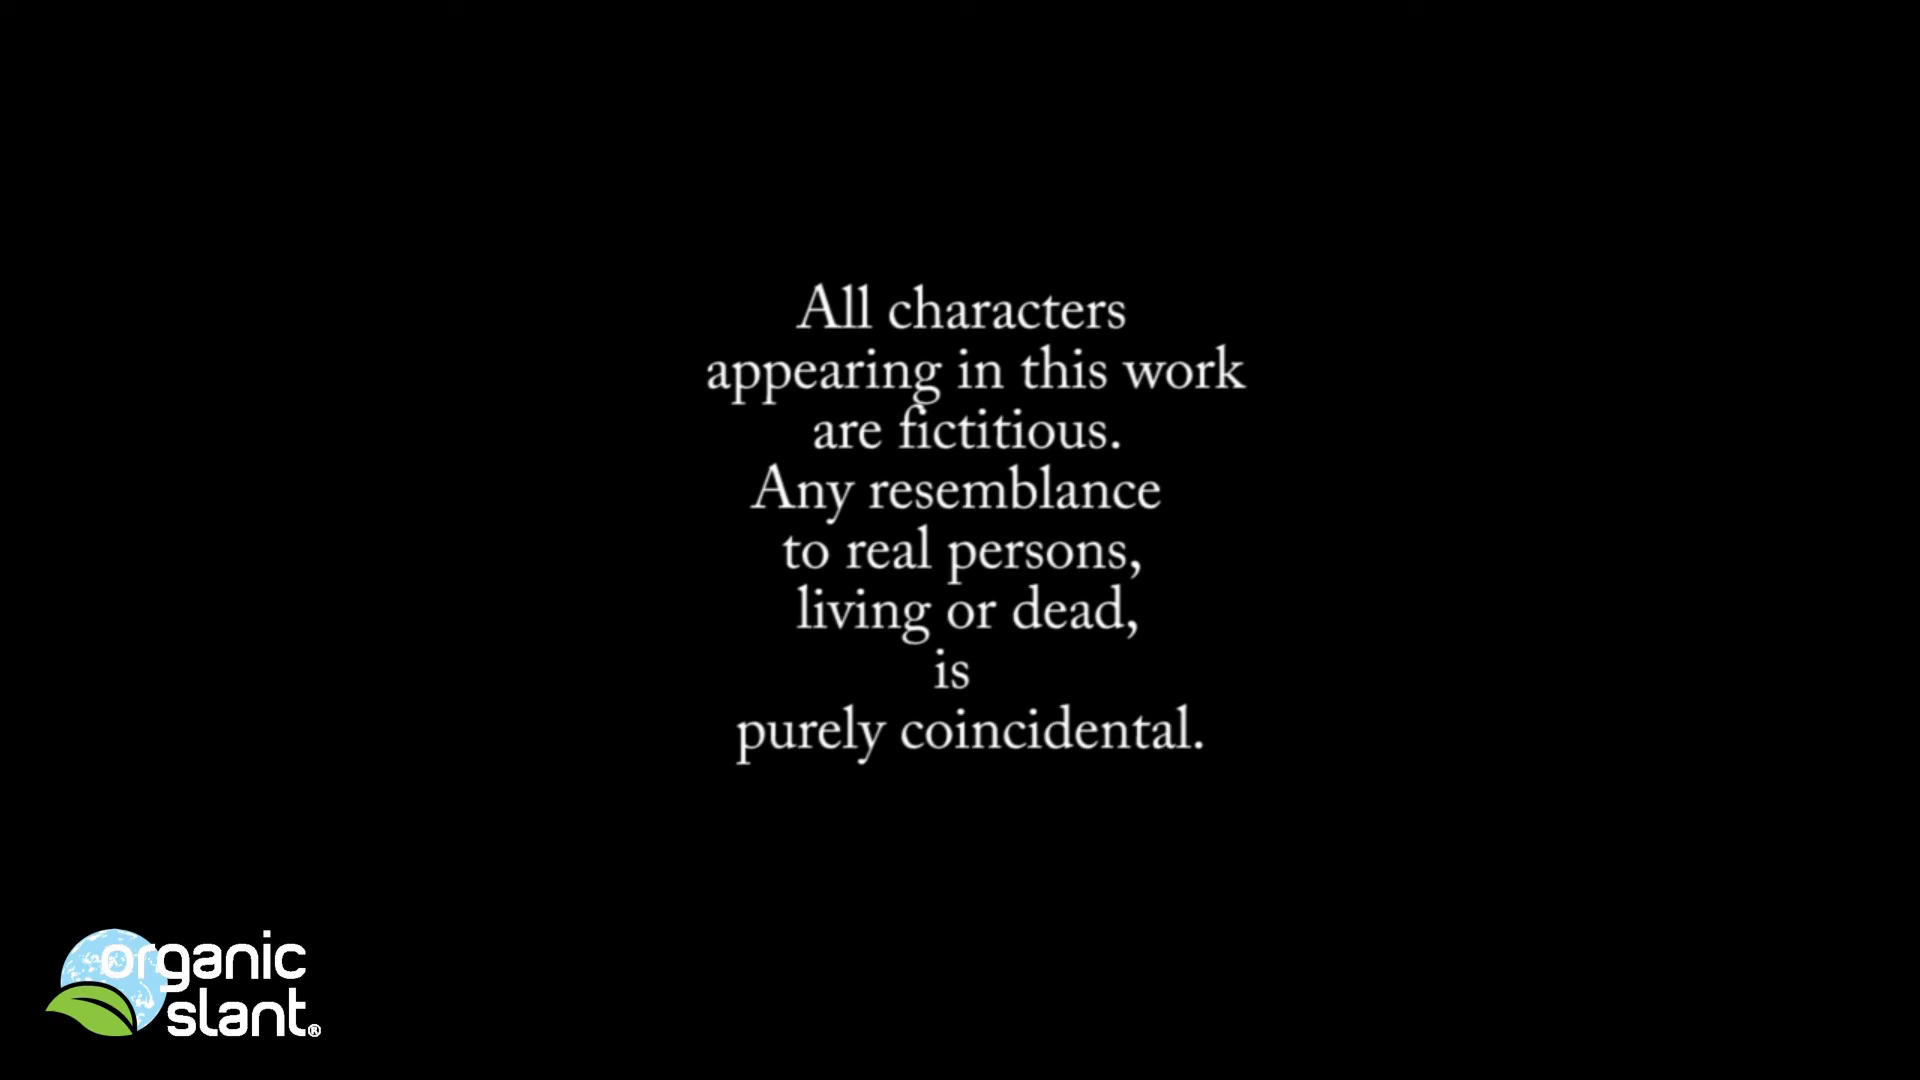 All characters
appearing in this work
are fictitious.
Any resemblance
to real persons,
living or dead,
is
purely coincidental.
organic
slant®